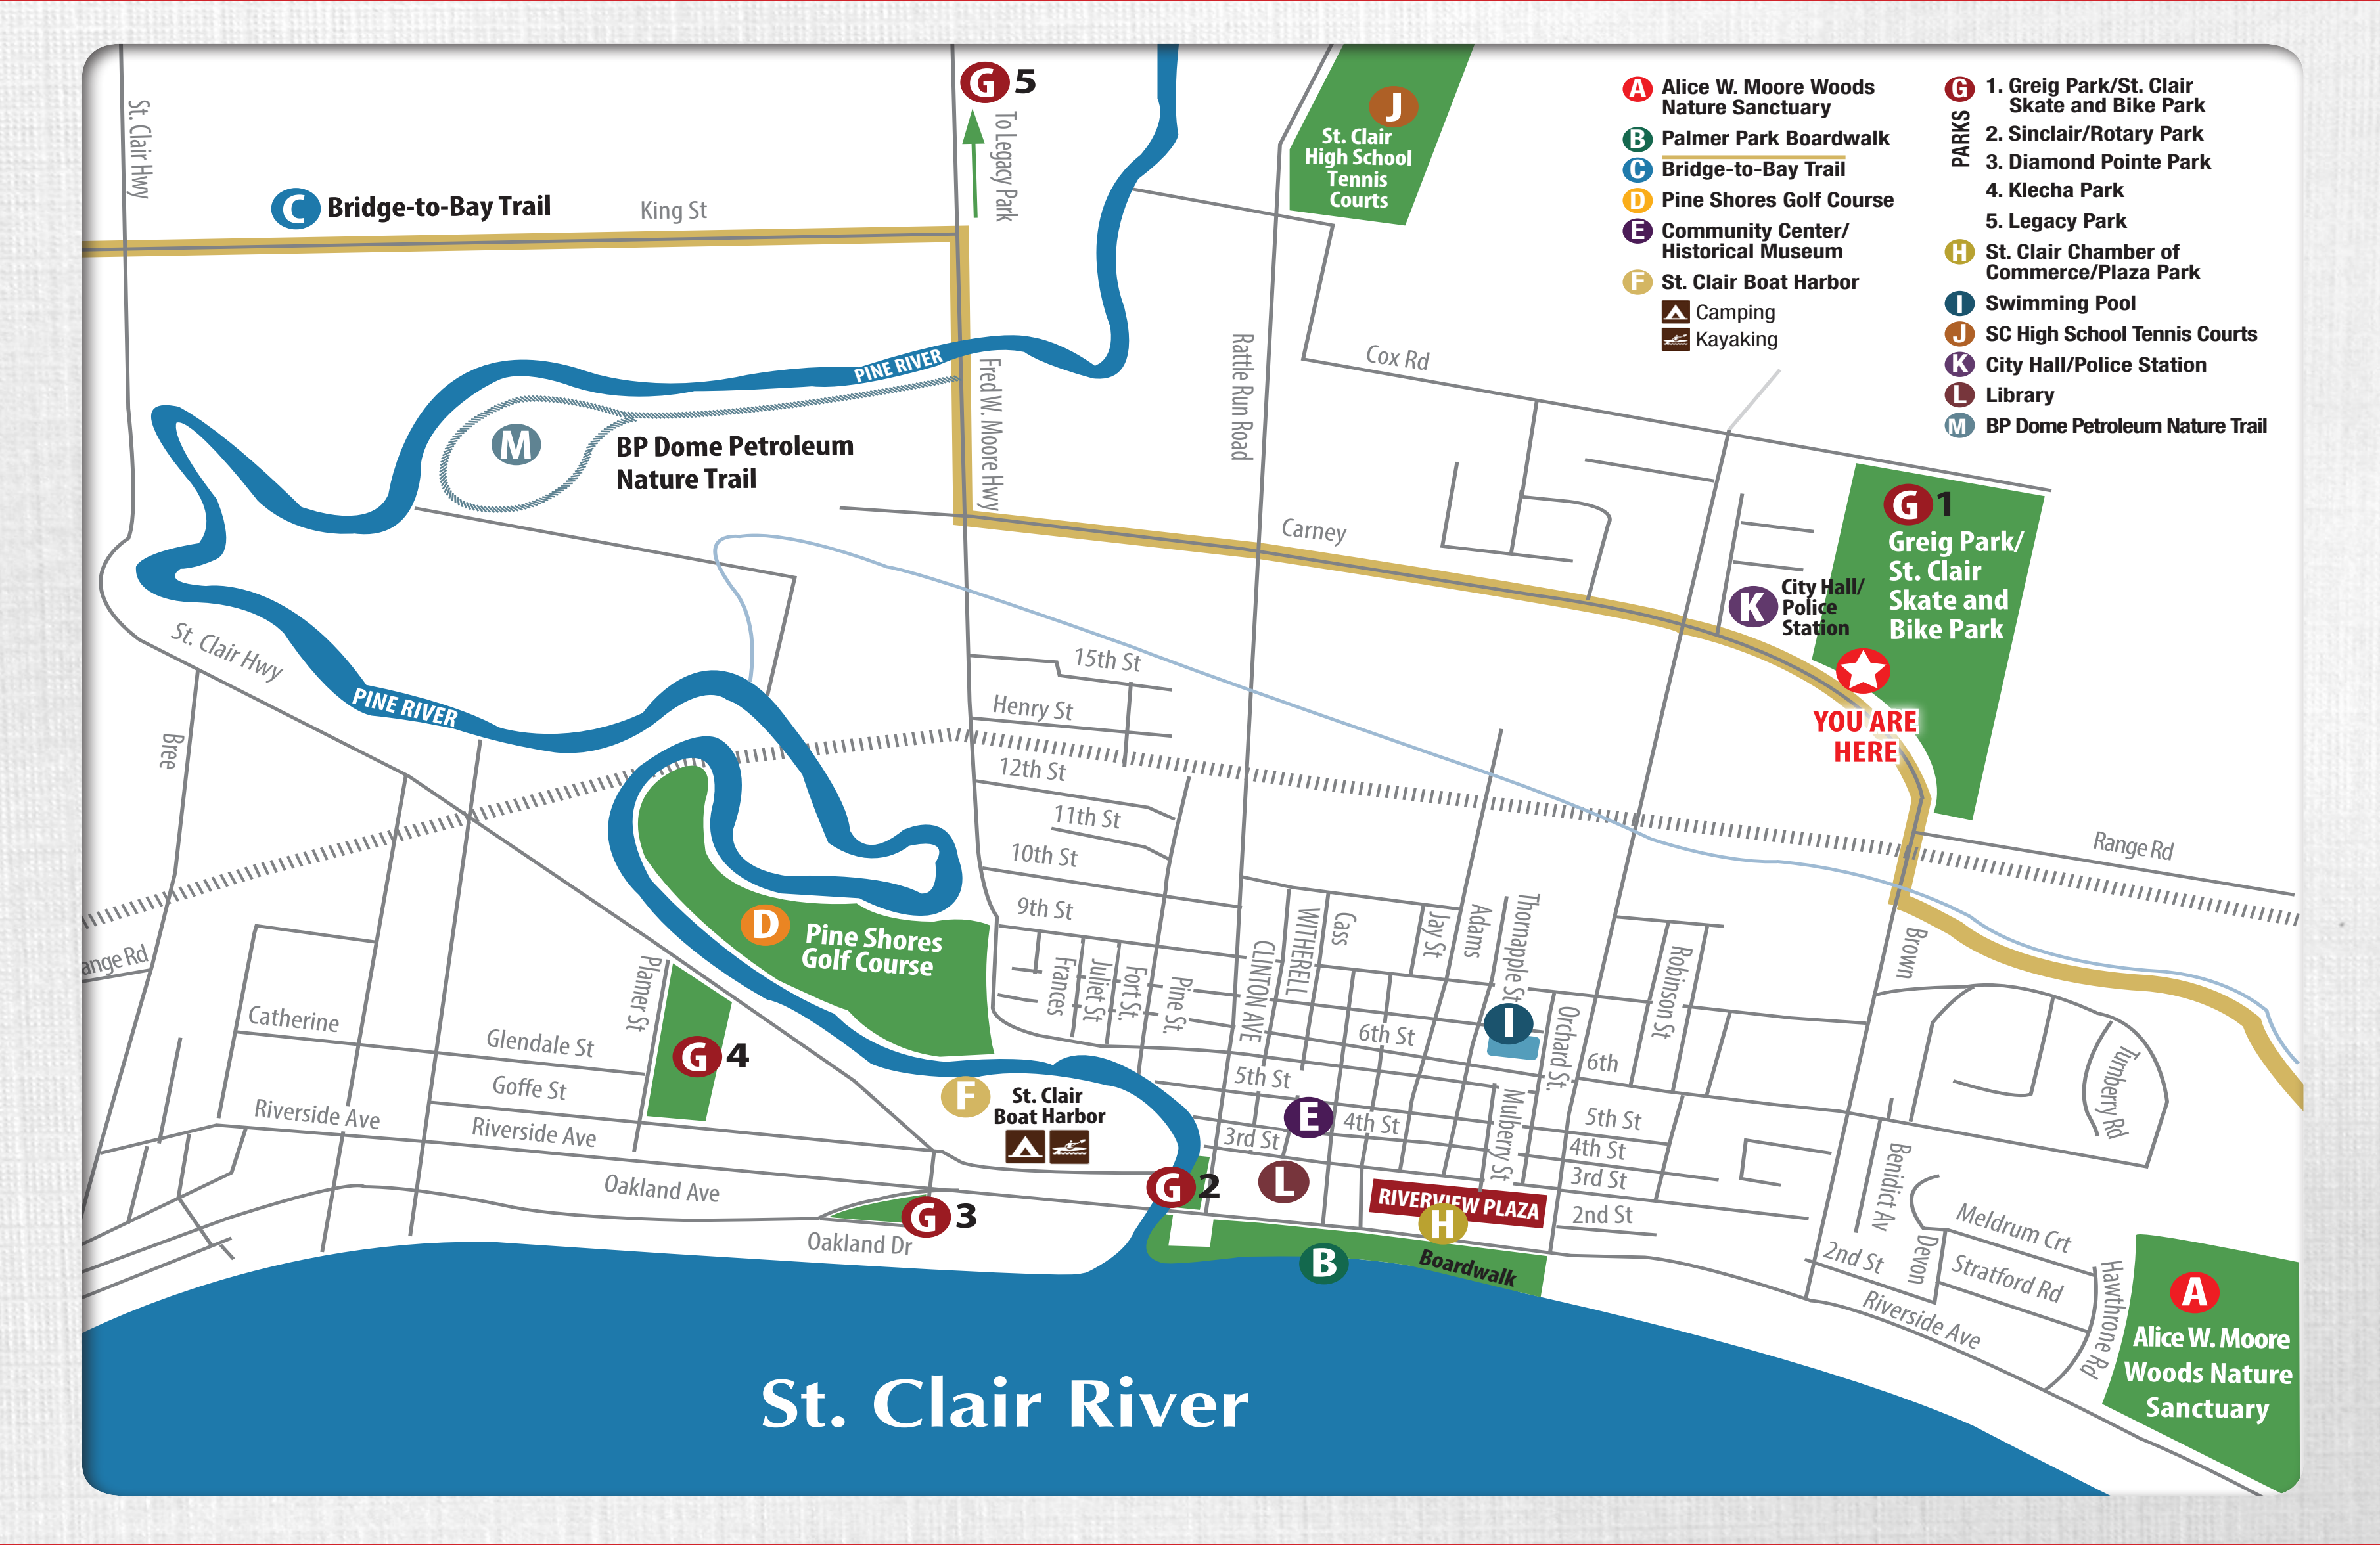 St. Clair Hwy
G 5
To Legacy Park
C Bridge-to-Bay Trail
King St
J
St. Clair
High School
Tennis
Courts
A Alice W. Moore Woods
Nature Sanctuary
B Palmer Park Boardwalk
C Bridge-to-Bay Trail
D Pine Shores Golf Course
E Community Center/
Historical Museum
F St. Clair Boat Harbor
Camping
Kayaking
G 1. Greig Park/St. Clair
Skate and Bike Park
PARKS
2. Sinclair/Rotary Park
3. Diamond Pointe Park
4. Klecha Park
5. Legacy Park
H St. Clair Chamber of
Commerce/Plaza Park
I Swimming Pool
J SC High School Tennis Courts
K City Hall/Police Station
L Library
M BP Dome Petroleum Nature Trail
PINE RIVER
Fred W. Moore Hwy
Rattle Run Road
Cox Rd
M
BP Dome Petroleum
Nature Trail
Carney
G 1
Greig Park/
St. Clair
Skate and
Bike Park
K
City Hall/
Police
Station
YOU ARE
HERE
St. Clair Hwy
PINE RIVER
Bree
15th St
Henry St
12th St
11th St
10th St
9th St
Range Rd
D
Pine Shores
Golf Course
ange Rd
Frances
Juliet St
Fort St.
Pine St.
CLINTON AVE
WITHERELL
Cass
Jay St
Adams
Thornapple St
Orchard St.
Robinson St
Brown
Plamer St
Catherine
Glendale St
Goffe St
Riverside Ave
Riverside Ave
G 4
I
6th St
6th
5th St
5th St
4th St
4th St
3rd St
3rd St
2nd St
Mulberry St
Turnberry Rd
Benidict Av
F
St. Clair
Boat Harbor
E
L
G 2
G 3
Oakland Ave
Oakland Dr
RIVERVIEW PLAZA
H
B
Boardwalk
2nd St
Devon
Meldrum Crt
Stratford Rd
Riverside Ave
Hawthrone Rd
A
Alice W. Moore
Woods Nature
Sanctuary
St. Clair River